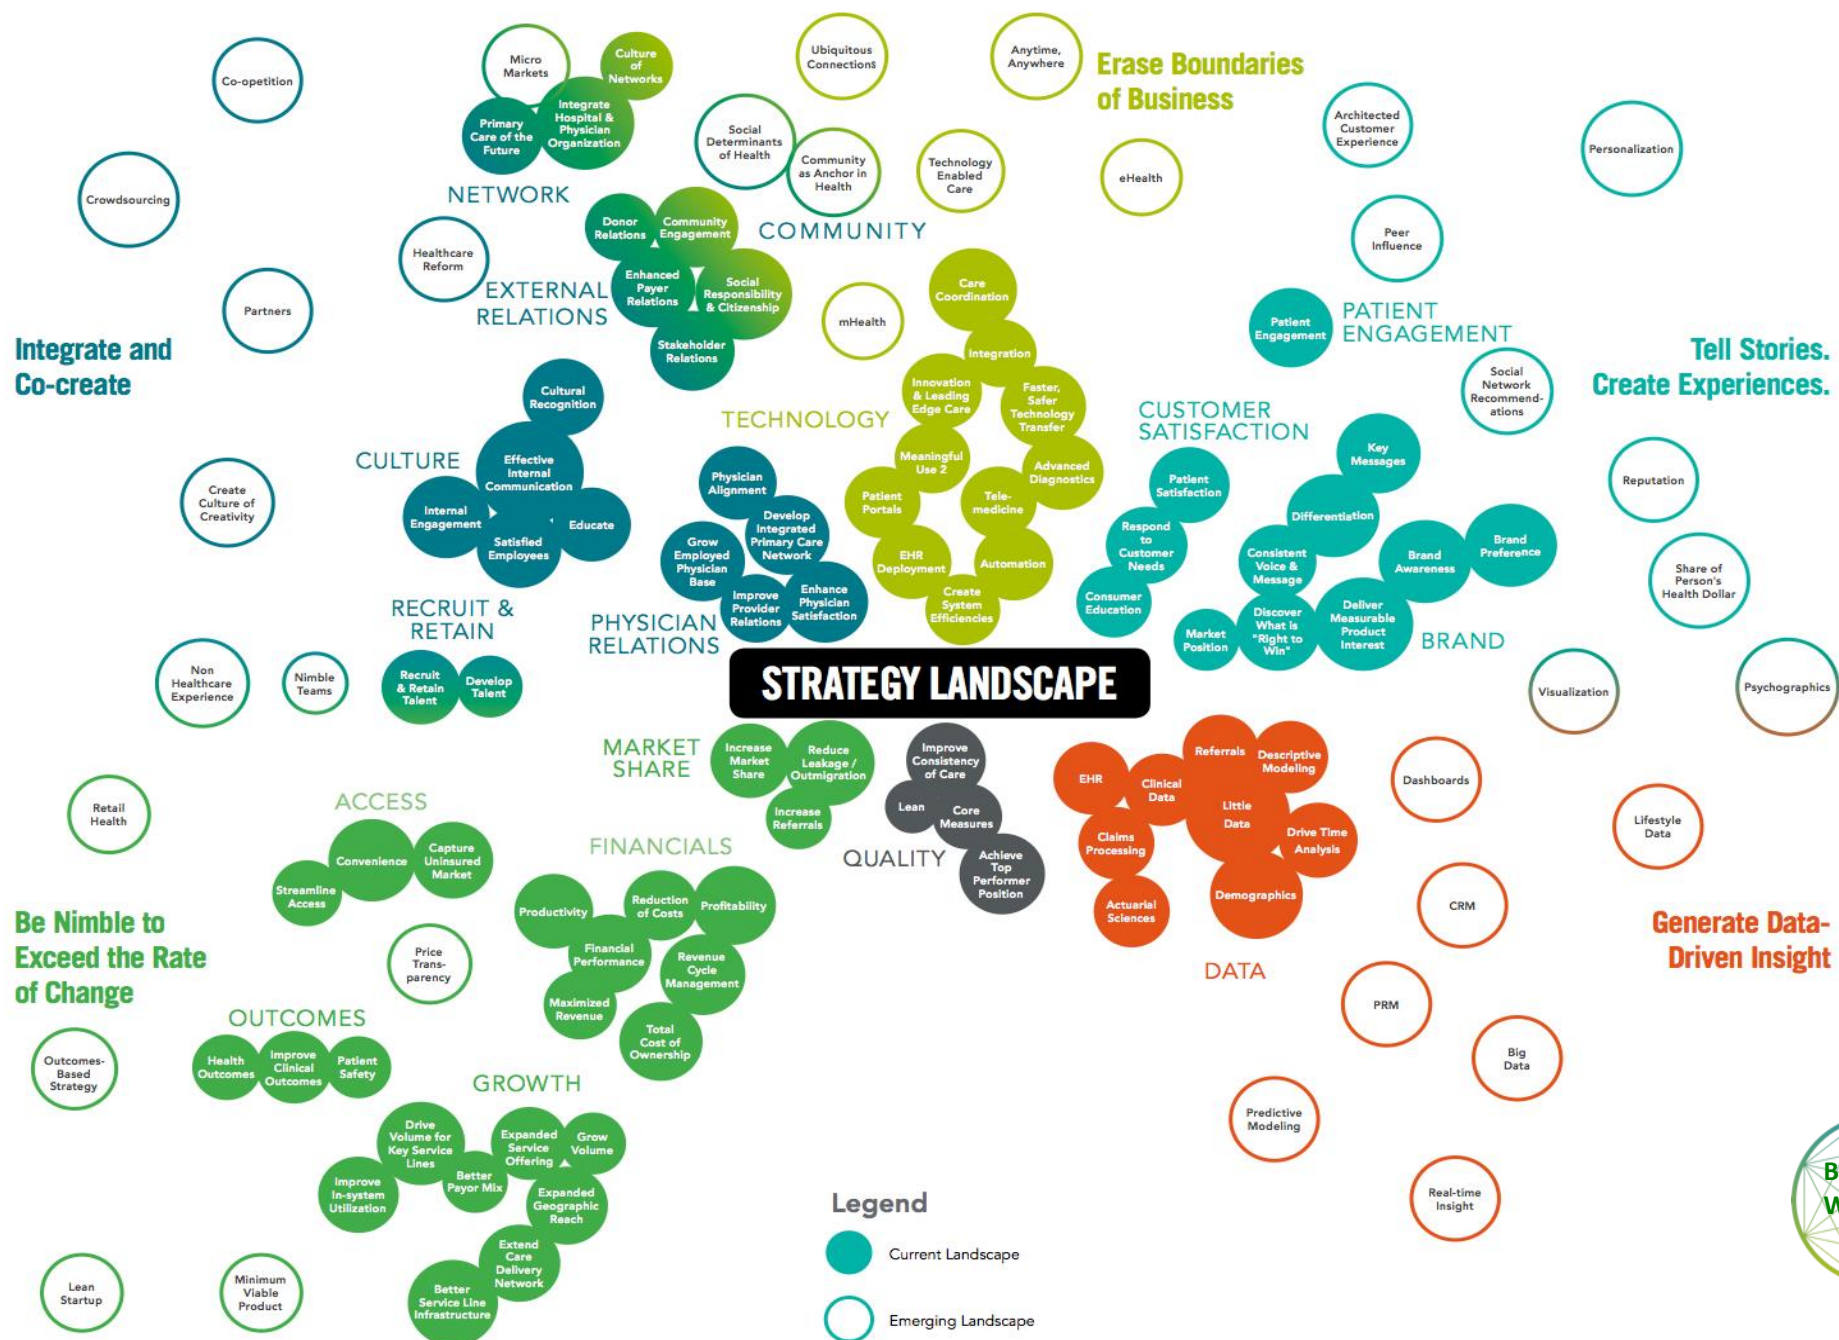 Co-opetition
Micro
Markets
Culture
of
Networks
Primary
Care of the
Future
Integrate
Hospital &
Physician
Organization
NETWORK
Crowdsourcing
Healthcare
Reform
Partners
Integrate and
Co-create
Ubiquitous
Connections
Anytime,
Anywhere
Erase Boundaries
of Business
Social
Determinants
of Health
Community
as Anchor in
Health
Technology
Enabled
Care
eHealth
COMMUNITY
Donor
Relations
Community
Engagement
Enhanced
Payer
Relations
Social
Responsibility
& Citizenship
Stakeholder
Relations
EXTERNAL
RELATIONS
mHealth
Architected
Customer
Experience
Personalization
Peer
Influence
Patient
Engagement
PATIENT
ENGAGEMENT
Social
Network
Recommend-
ations
Tell Stories.
Create Experiences.
Cultural
Recognition
CULTURE
Effective
Internal
Communication
Internal
Engagement
Satisfied
Employees
Educate
Create
Culture of
Creativity
TECHNOLOGY
Care
Coordination
Integration
Innovation
& Leading
Edge Care
Faster,
Safer
Technology
Transfer
Meaningful
Use 2
Advanced
Diagnostics
Patient
Portals
Tele-
medicine
EHR
Deployment
Automation
Create
System
Efficiencies
Physician
Alignment
Develop
Integrated
Primary Care
Network
Grow
Employed
Physician
Base
Improve
Provider
Relations
Enhance
Physician
Satisfaction
PHYSICIAN
RELATIONS
CUSTOMER
SATISFACTION
Patient
Satisfaction
Respond
to
Customer
Needs
Consumer
Education
Key
Messages
Differentiation
Consistent
Voice &
Message
Brand
Awareness
Brand
Preference
Market
Position
Discover
What is
"Right to
Win"
Deliver
Measurable
Product
Interest
BRAND
Reputation
Share of
Person's
Health Dollar
Visualization
Psychographics
RECRUIT &
RETAIN
Non
Healthcare
Experience
Nimble
Teams
Recruit
& Retain
Talent
Develop
Talent
STRATEGY LANDSCAPE
MARKET
SHARE
Increase
Market
Share
Reduce
Leakage /
Outmigration
Increase
Referrals
Improve
Consistency
of Care
Lean
Core
Measures
Achieve
Top
Performer
Position
QUALITY
EHR
Clinical
Data
Referrals
Descriptive
Modeling
Little
Data
Claims
Processing
Drive Time
Analysis
Actuarial
Sciences
Demographics
DATA
Dashboards
Lifestyle
Data
CRM
PRM
Big
Data
Predictive
Modeling
Real-time
Insight
Generate Data-
Driven Insight
Retail
Health
ACCESS
Convenience
Capture
Uninsured
Market
Streamline
Access
Be Nimble to
Exceed the Rate
of Change
Price
Trans-
parency
FINANCIALS
Productivity
Reduction
of Costs
Profitability
Financial
Performance
Revenue
Cycle
Management
Maximized
Revenue
Total
Cost of
Ownership
OUTCOMES
Outcomes-
Based
Strategy
Health
Outcomes
Improve
Clinical
Outcomes
Patient
Safety
GROWTH
Drive
Volume for
Key Service
Lines
Expanded
Service
Offering
Grow
Volume
Improve
In-system
Utilization
Better
Payor Mix
Expanded
Geographic
Reach
Extend
Care
Delivery
Network
Better
Service Line
Infrastructure
Lean
Startup
Minimum
Viable
Product
Legend
Current Landscape
Emerging Landscape